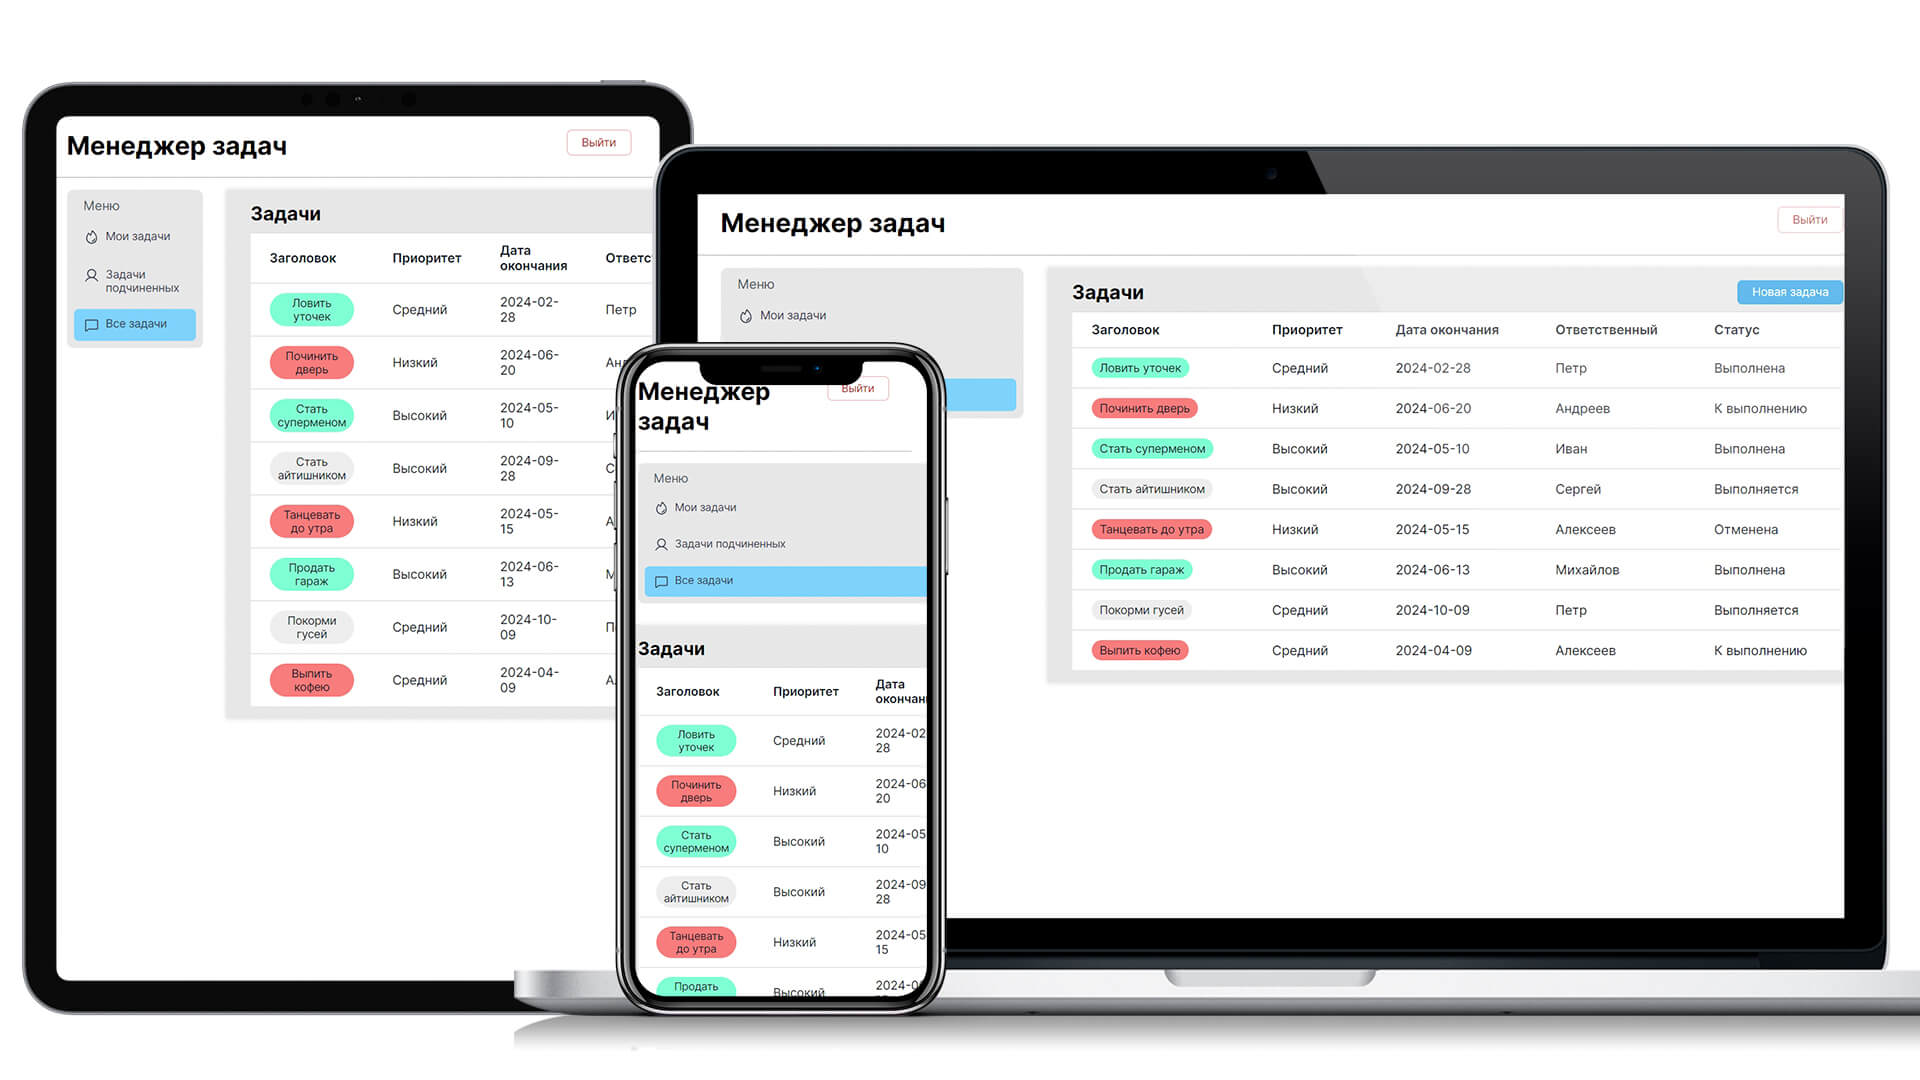 Менеджер задач
Выйти
Меню
Мои задачи
Задачи
подчиненных
Все задачи
Задачи
Заголовок Приоритет Дата окончания Ответс
Ловить уточек Средний 2024-02-28 Петр
Починить дверь Низкий 2024-06-20 Анд
Стать суперменом Высокий 2024-05-10 И
Стать айтишником Высокий 2024-09-28 С
Танцевать до утра Низкий 2024-05-15 А
Продать гараж Высокий 2024-06-13 М
Покорми гусей Средний 2024-10-09 П
Выпить кофею Средний 2024-04-09 А
Менеджер задач
Выйти
Меню
Мои задачи
Задачи
Новая задача
Заголовок Приоритет Дата окончания Ответственный Статус
Ловить уточек Средний 2024-02-28 Петр Выполнена
Починить дверь Низкий 2024-06-20 Андреев К выполнению
Стать суперменом Высокий 2024-05-10 Иван Выполнена
Стать айтишником Высокий 2024-09-28 Сергей Выполняется
Танцевать до утра Низкий 2024-05-15 Алексеев Отменена
Продать гараж Высокий 2024-06-13 Михайлов Выполнена
Покорми гусей Средний 2024-10-09 Петр Выполняется
Выпить кофею Средний 2024-04-09 Алексеев К выполнению
Менеджер
задач
Выйти
Меню
Мои задачи
Задачи подчиненных
Все задачи
Задачи
Заголовок Приоритет Дата окончан
Ловить уточек Средний 2024-02 28
Починить дверь Низкий 2024-06 20
Стать суперменом Высокий 2024-05 10
Стать айтишником Высокий 2024-09 28
Танцевать до утра Низкий 2024-05 15
Продать Высокий 2024-0